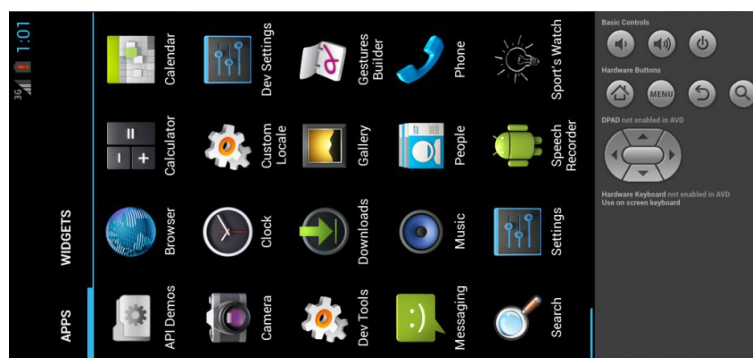 3G 1:01
APPS WIDGETS
API Demos Browser Calculator Calendar
Camera Clock Custom Locale Dev Settings
Dev Tools Downloads Gallery Gestures Builder
Messaging Music People Phone
Search Settings Speech Recorder Sport's Watch
Basic Controls
Hardware Buttons
MENU
DPAD not enabled in AVD
Hardware Keyboard not enabled in AVD
Use on screen keyboard